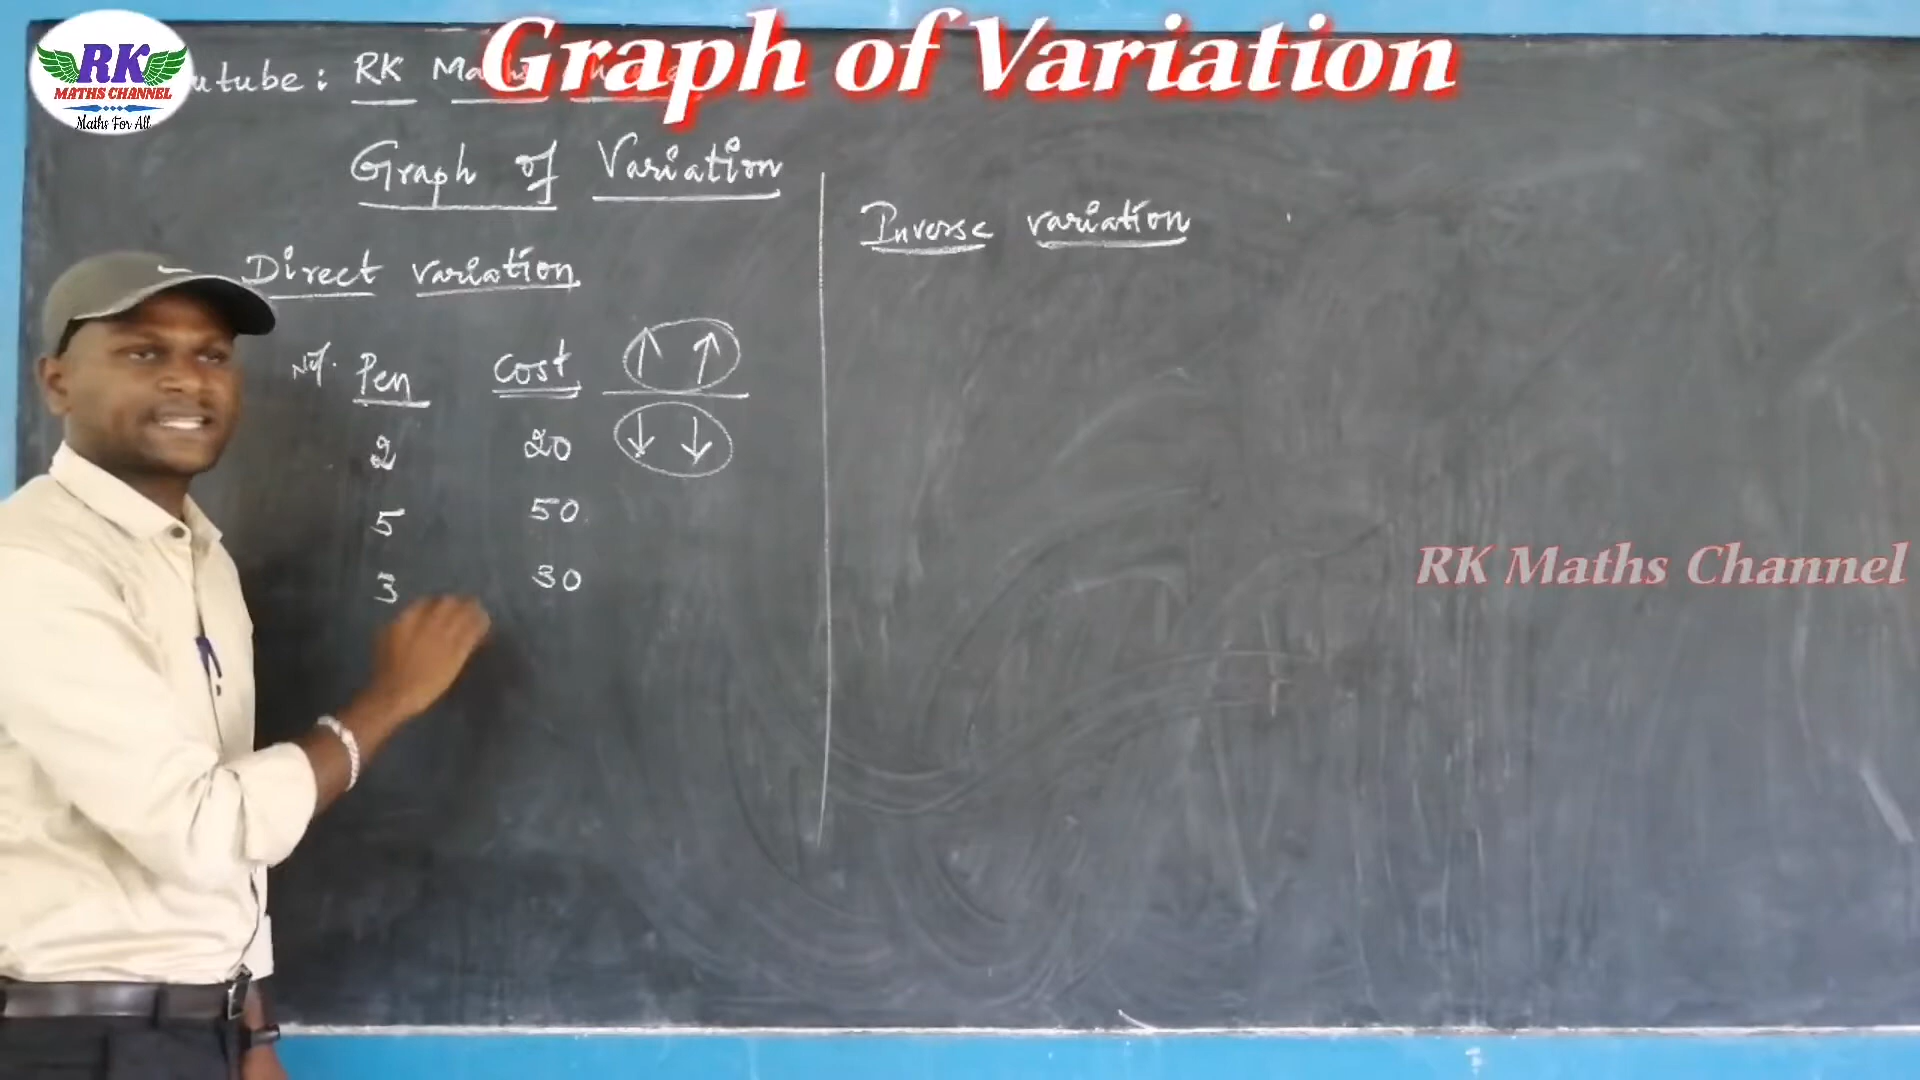 Graph of Variation
RK
MATHS CHANNEL
Maths For All
utube: RK
Graph of Variation
Direct variation
Pen cost
2 20
5 50
3 30
Inverse variation
RK Maths Channel